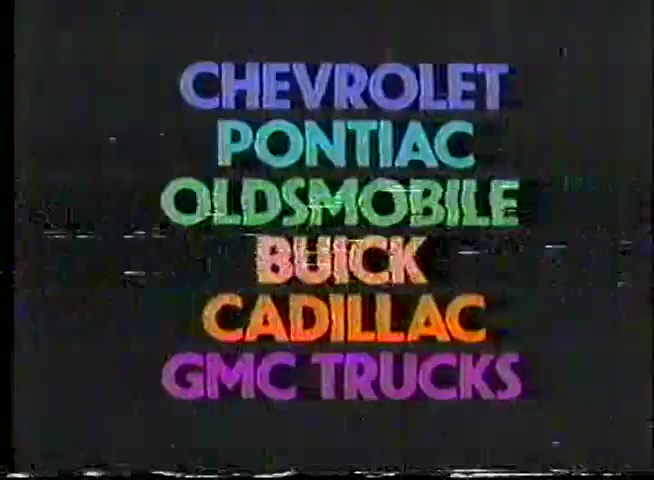 CHEVROLET
PONTIAC
OLDSMOBILE
BUICK
CADILLAC
GMC TRUCKS